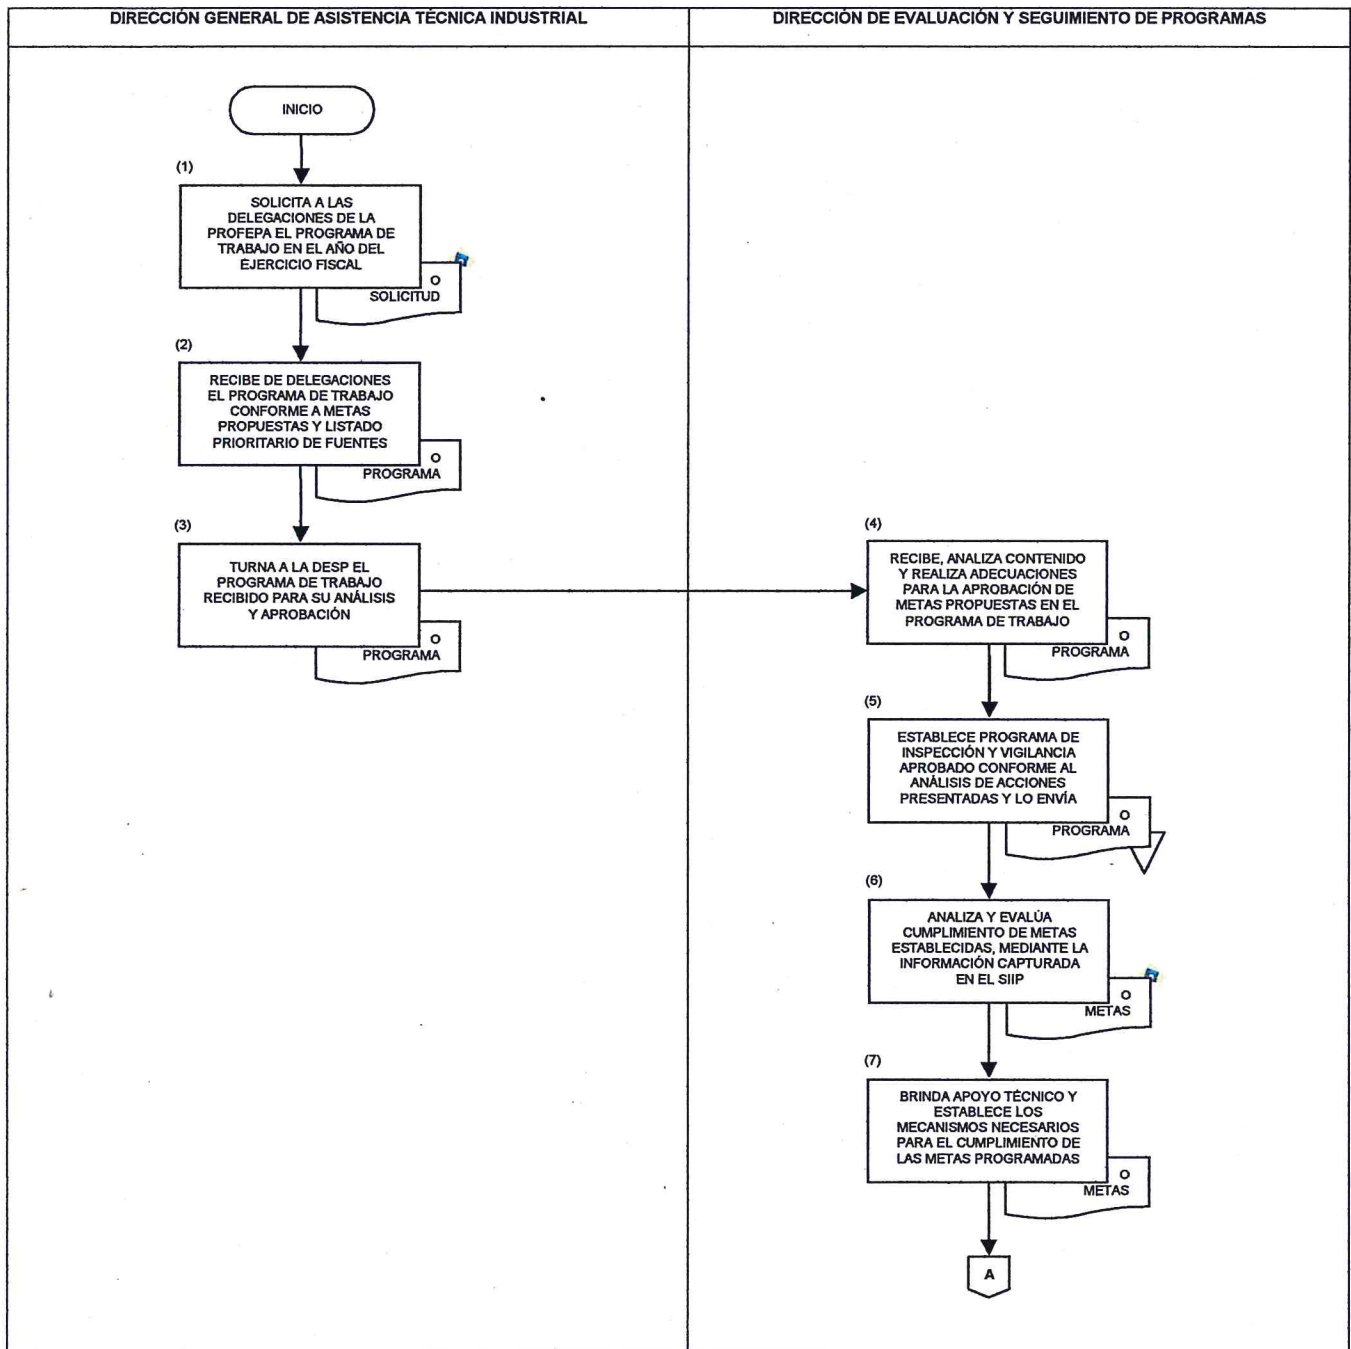 DIRECCIÓN GENERAL DE ASISTENCIA TÉCNICA INDUSTRIAL
DIRECCIÓN DE EVALUACIÓN Y SEGUIMIENTO DE PROGRAMAS
INICIO
(1)
SOLICITA A LAS
DELEGACIONES DE LA
PROFEPA EL PROGRAMA DE
TRABAJO EN EL AÑO DEL
EJERCICIO FISCAL
O
SOLICITUD
(2)
RECIBE DE DELEGACIONES
EL PROGRAMA DE TRABAJO
CONFORME A METAS
PROPUESTAS Y LISTADO
PRIORITARIO DE FUENTES
O
PROGRAMA
(3)
TURNA A LA DESP EL
PROGRAMA DE TRABAJO
RECIBIDO PARA SU ANÁLISIS
Y APROBACIÓN
O
PROGRAMA
(4)
RECIBE, ANALIZA CONTENIDO
Y REALIZA ADECUACIONES
PARA LA APROBACIÓN DE
METAS PROPUESTAS EN EL
PROGRAMA DE TRABAJO
O
PROGRAMA
(5)
ESTABLECE PROGRAMA DE
INSPECCIÓN Y VIGILANCIA
APROBADO CONFORME AL
ANÁLISIS DE ACCIONES
PRESENTADAS Y LO ENVÍA
O
PROGRAMA
(6)
ANALIZA Y EVALÚA
CUMPLIMIENTO DE METAS
ESTABLECIDAS, MEDIANTE LA
INFORMACIÓN CAPTURADA
EN EL SIIP
O
METAS
(7)
BRINDA APOYO TÉCNICO Y
ESTABLECE LOS
MECANISMOS NECESARIOS
PARA EL CUMPLIMIENTO DE
LAS METAS PROGRAMADAS
O
METAS
A